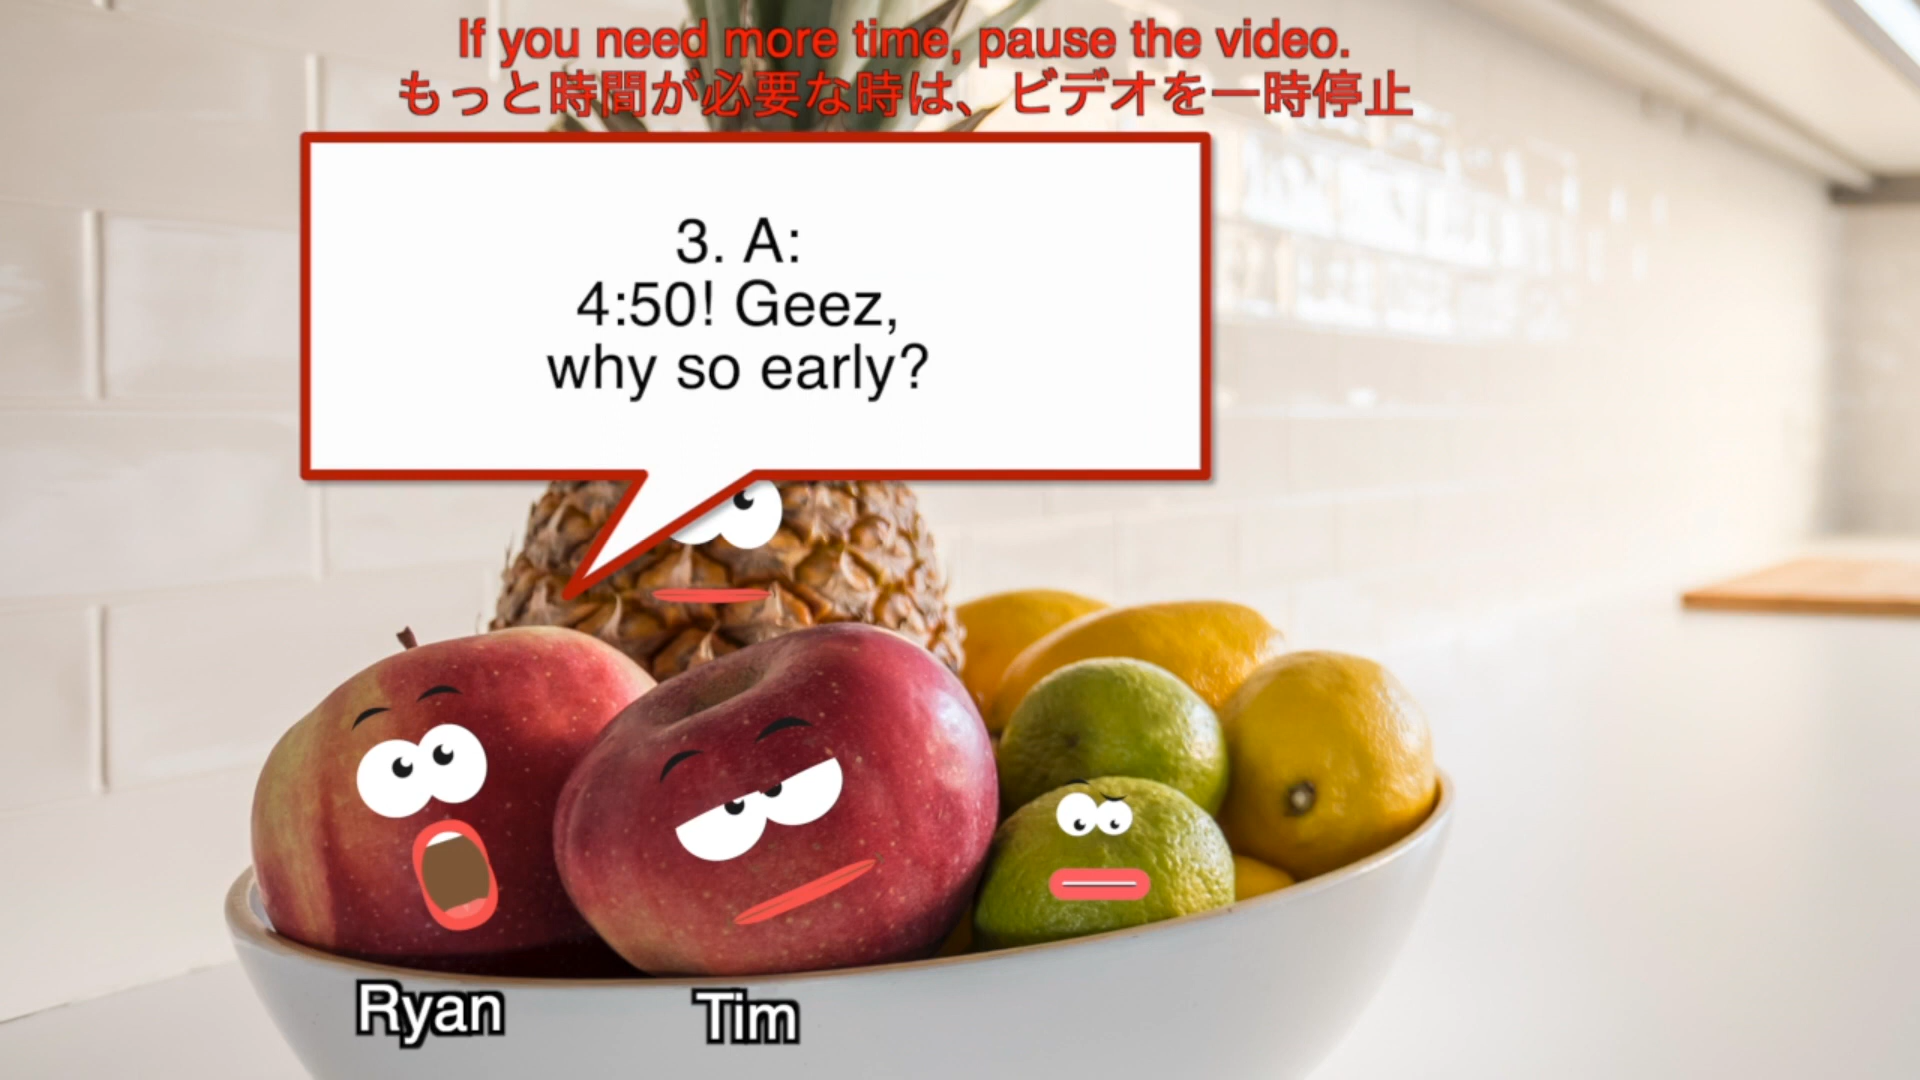 If you need more time, pause the video.
もっと時間が必要な時は、ビデオを一時停止
3. A:
4:50! Geez,
why so early?
Ryan
Tim